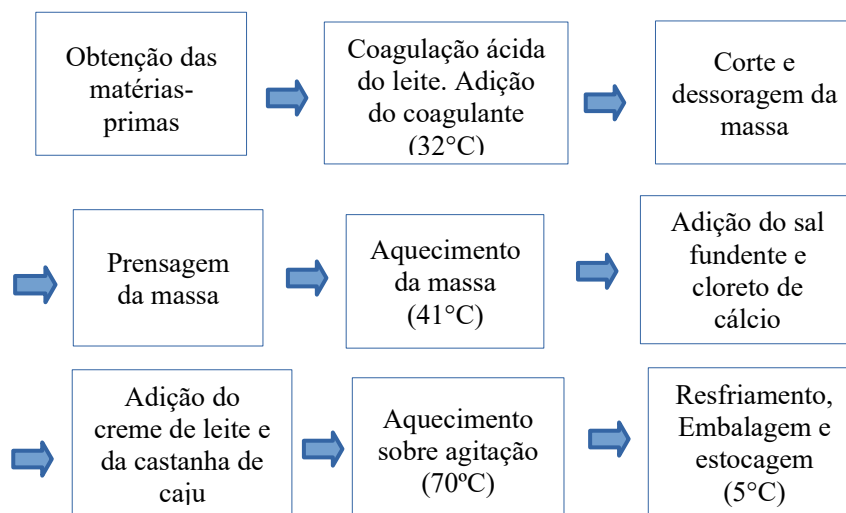 Obtenção das
matérias-
primas
Coagulação ácida
do leite. Adição
do coagulante
(32°C)
Corte e
dessoragem da
massa
Prensagem
da massa
Aquecimento
da massa
(41°C)
Adição do sal
fundente e
cloreto de
cálcio
Adição do
creme de leite e
da castanha de
caju
Aquecimento
sobre agitação
(70ºC)
Resfriamento,
Embalagem e
estocagem
(5°C)